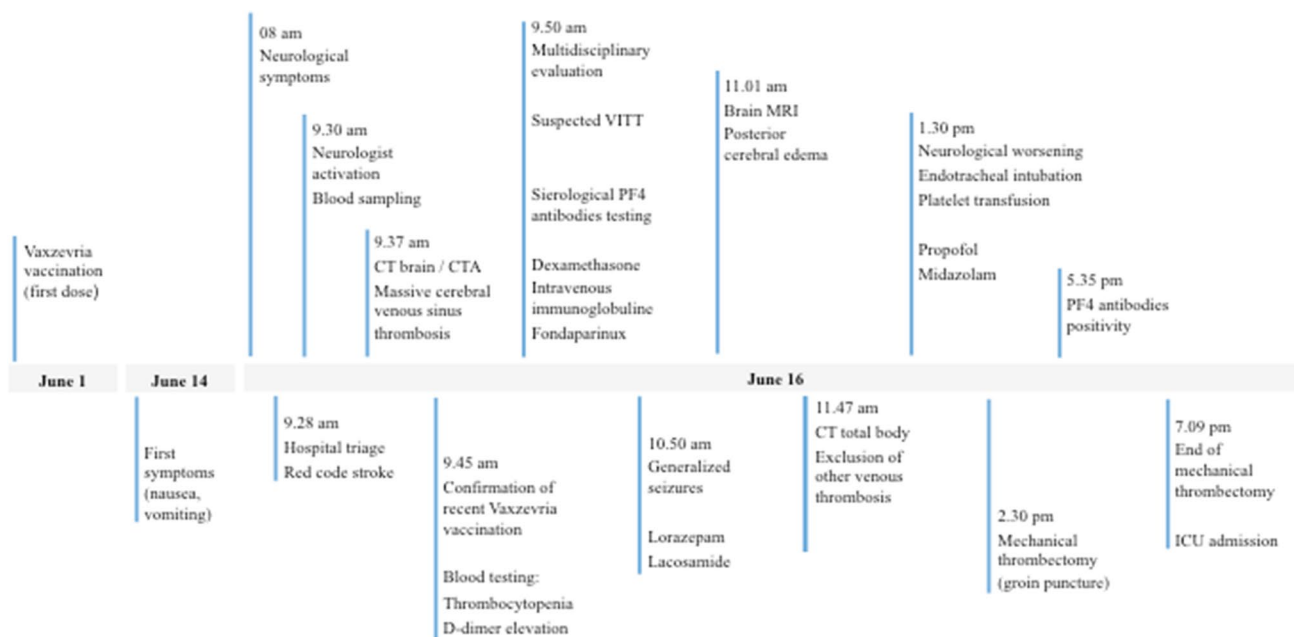 08 am
Neurological
symptoms
9.30 am
Neurologist
activation
Blood sampling
9.37 am
CT brain / CTA
Massive cerebral
venous sinus
thrombosis
9.50 am
Multidisciplinary
evaluation
Suspected VITT
Sierological PF4
antibodies testing
Dexamethasone
Intravenous
immunoglobuline
Fondaparinux
11.01 am
Brain MRI
Posterior
cerebral edema
1.30 pm
Neurological worsening
Endotracheal intubation
Platelet transfusion
Propofol
Midazolam
5.35 pm
PF4 antibodies
positivity
Vaxzevria
vaccination
(first dose)
June 1
June 14
June 16
First
symptoms
(nausea,
vomiting)
9.28 am
Hospital triage
Red code stroke
9.45 am
Confirmation of
recent Vaxzevria
vaccination
Blood testing:
Thrombocytopenia
D-dimer elevation
10.50 am
Generalized
seizures
Lorazepam
Lacosamide
11.47 am
CT total body
Exclusion of
other venous
thrombosis
2.30 pm
Mechanical
thrombectomy
(groin puncture)
7.09 pm
End of
mechanical
thrombectomy
ICU admission